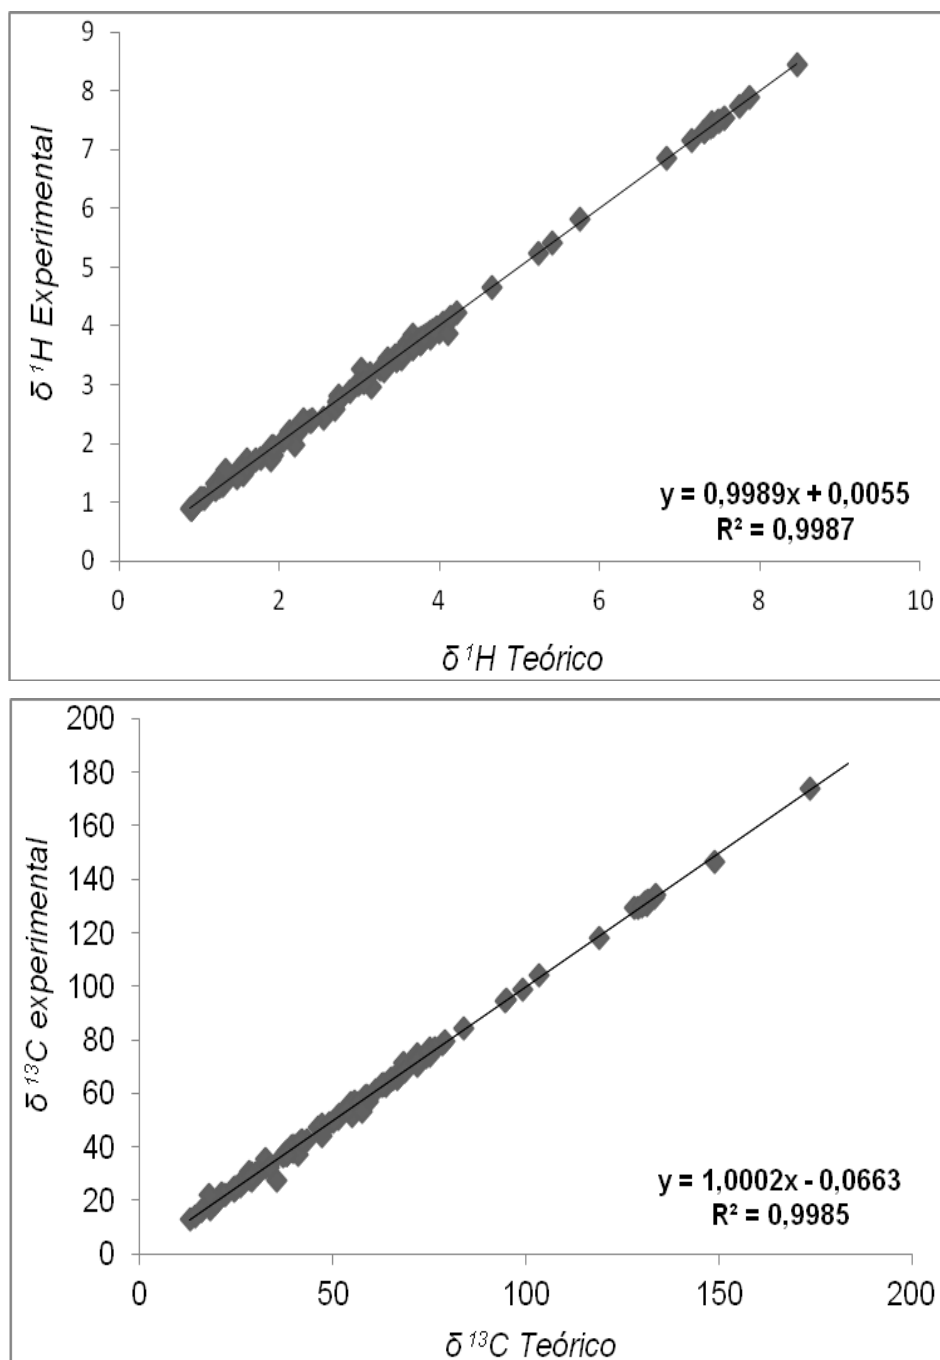 9
8
7
6
5
4
3
2
1
0
δ ¹H Experimental
y = 0,9989x + 0,0055
R² = 0,9987
0 2 4 6 8 10
δ ¹H Teórico
200
180
160
140
120
100
80
60
40
20
0
δ ¹³C experimental
y = 1,0002x - 0,0663
R² = 0,9985
0 50 100 150 200
δ ¹³C Teórico